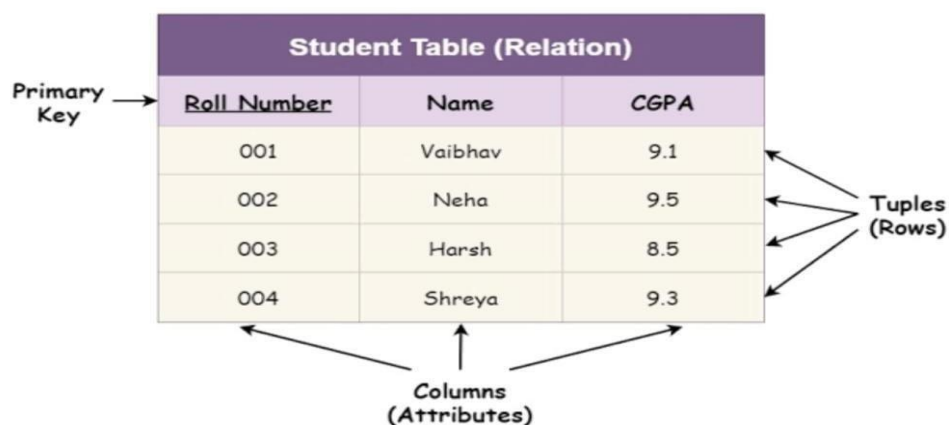 Student Table (Relation)
Primary
Key
Roll Number Name CGPA
001 Vaibhav 9.1
002 Neha 9.5
003 Harsh 8.5
004 Shreya 9.3
Tuples
(Rows)
Columns
(Attributes)